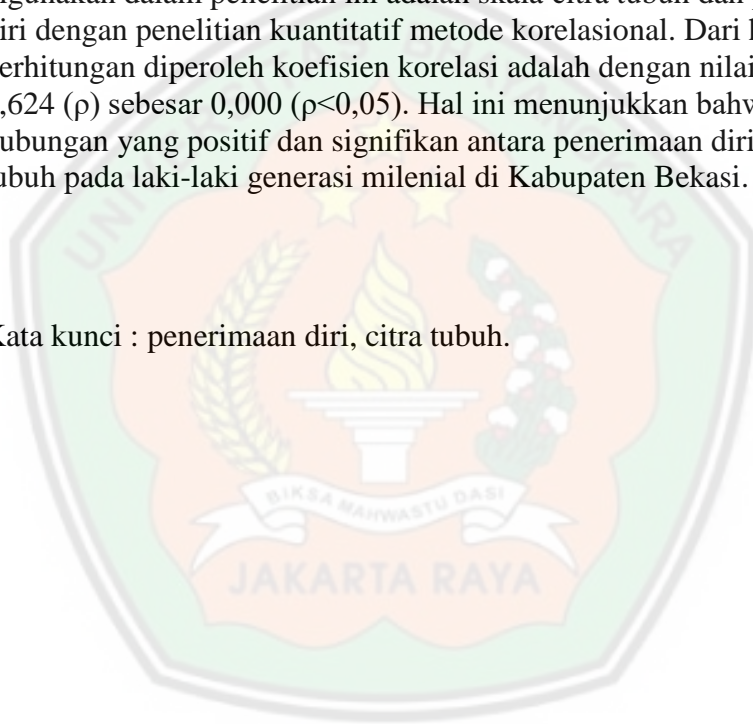 digunakan dalam penelitian ini adalah skala citra tubuh dan
diri dengan penelitian kuantitatif metode korelasional. Dari
perhitungan diperoleh koefisien korelasi adalah dengan nilai
,624 (ρ) sebesar 0,000 (ρ<0,05). Hal ini menunjukkan
hubungan yang positif dan signifikan antara penerimaan diri
tubuh pada laki-laki generasi milenial di Kabupaten Bekasi.
Kata kunci : penerimaan diri, citra tubuh.
BIKSA MAHWASTU DASI
JAKARTA RAYA